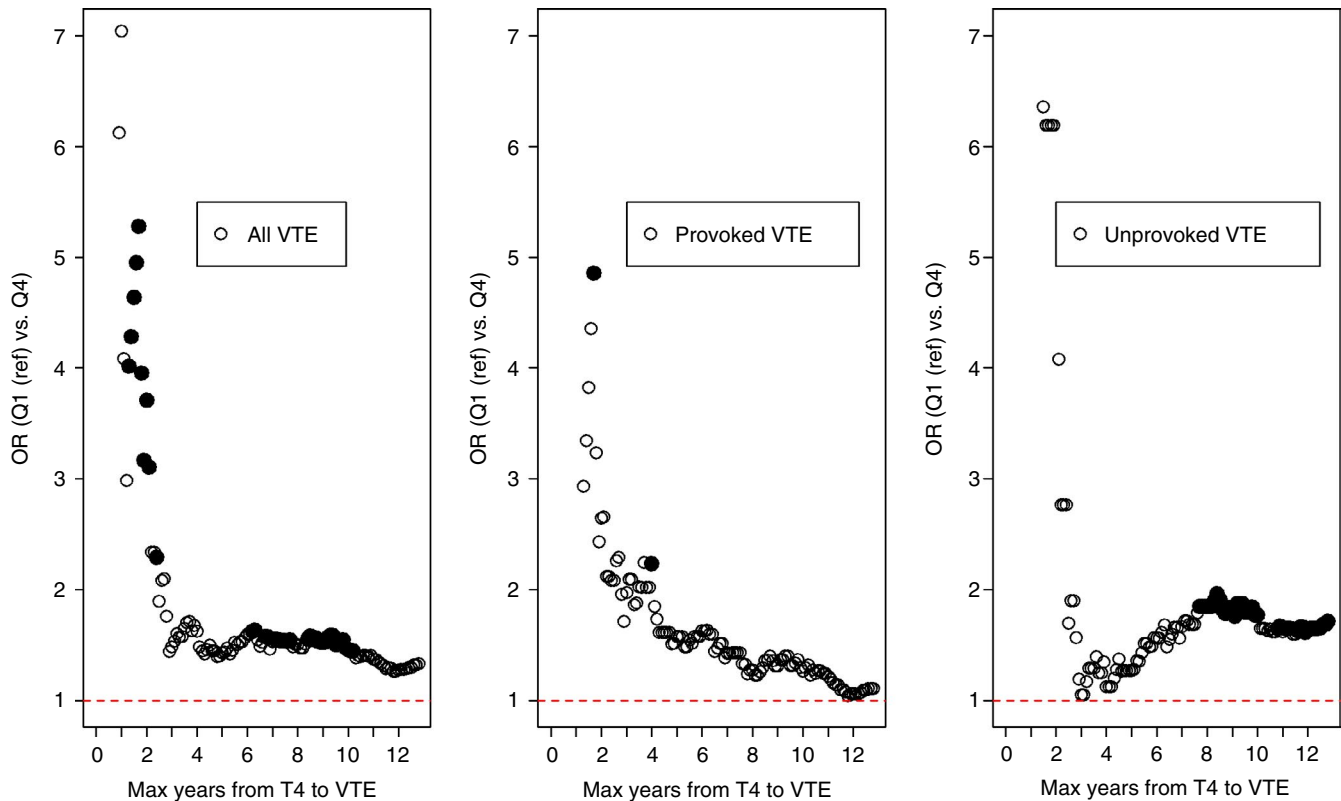 OR (Q1 (ref) vs. Q4)
7
6
5
4
3
2
1
All VTE
0 2 4 6 8 10 12
Max years from T4 to VTE
OR (Q1 (ref) vs. Q4)
7
6
5
4
3
2
1
Provoked VTE
0 2 4 6 8 10 12
Max years from T4 to VTE
OR (Q1 (ref) vs. Q4)
7
6
5
4
3
2
1
Unprovoked VTE
0 2 4 6 8 10 12
Max years from T4 to VTE